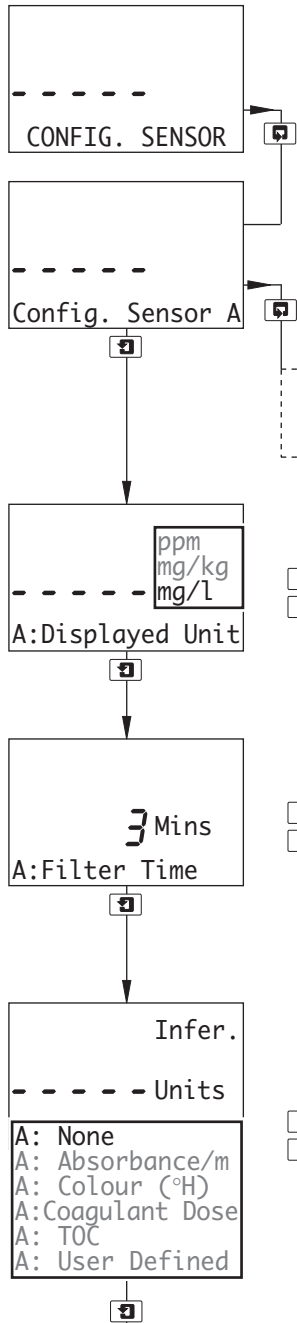 - - - - -
CONFIG. SENSOR
- - - - -
Config. Sensor A
ppm
mg/kg
- - - - - mg/l
A:Displayed Unit
3 Mins
A:Filter Time
Infer.
- - - - - Units
A: None
A: Absorbance/m
A: Colour (°H)
A:Coagulant Dose
A: TOC
A: User Defined